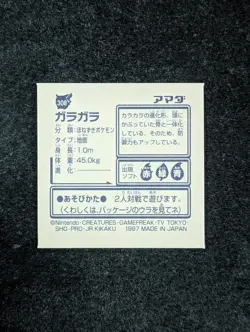 306
ガラガラ
アマダ
分　類：ほねずきポケモン
タイプ：地面
身　長：1.0m
体　重：45.0kg
進　化：――――
カラカラの進化形。頭に
かぶっていた骨と一体化
している。そのため、防
御力もアップしている。
出現
ソフト
赤 緑 青
●あそびかた● 2人対戦で遊びます。
(くわしくは、パッケージのウラを見てネ)
©Nintendo・CREATURES・GAMEFREAK・TV TOKYO・
SHO・PRO・JR KIKAKU 1997 MADE IN JAPAN